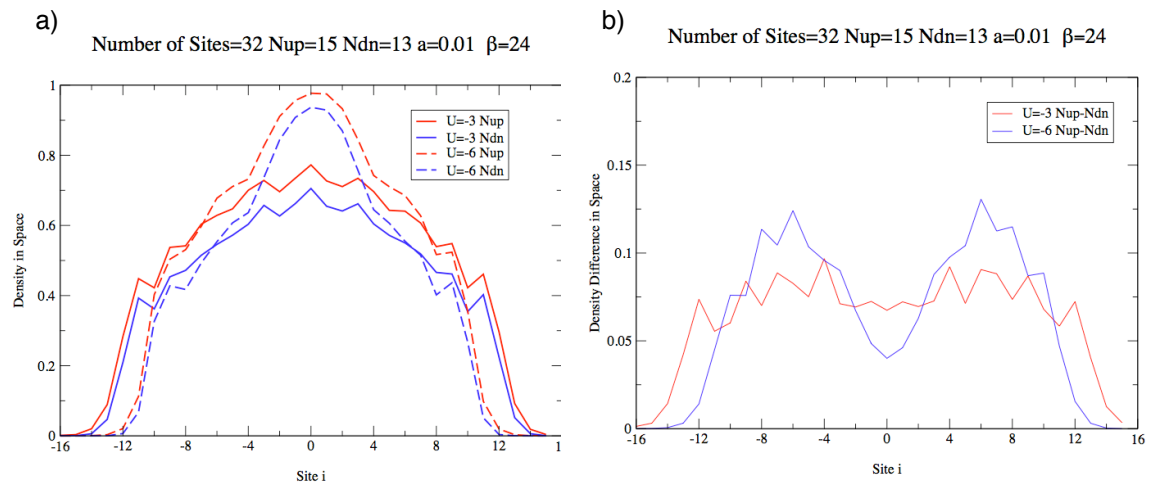 a)
Number of Sites=32 Nup=15 Ndn=13 a=0.01 β=24
Density in Space
1
0.8
0.6
0.4
0.2
0
-16
-12
-8
-4
0
4
8
12
1
Site i
U=-3 Nup
U=-3 Ndn
U=-6 Nup
U=-6 Ndn
b)
Number of Sites=32 Nup=15 Ndn=13 a=0.01 β=24
Density Difference in Space
0.2
0.15
0.1
0.05
0
-16
-12
-8
-4
0
4
8
12
16
Site i
U=-3 Nup-Ndn
U=-6 Nup-Ndn